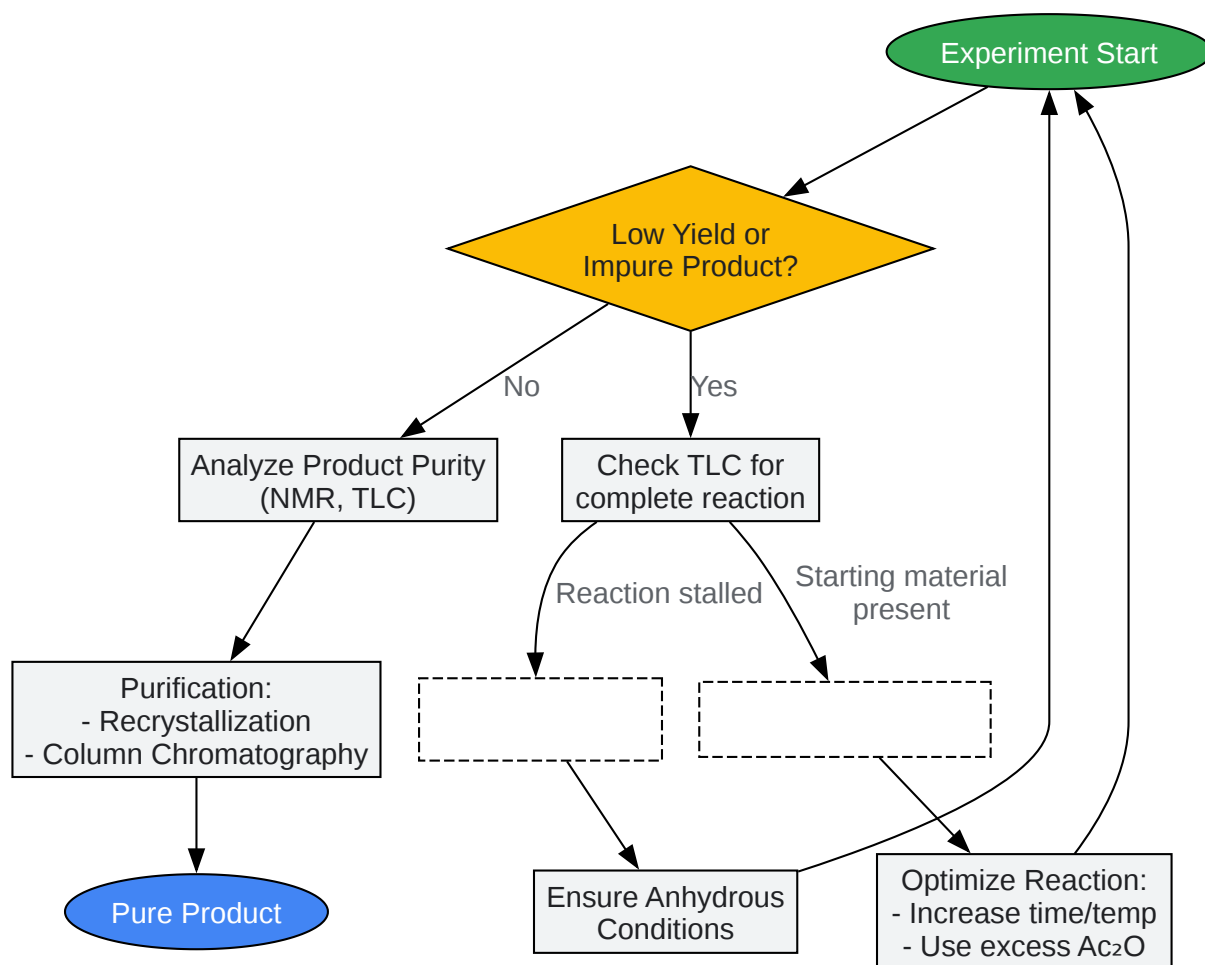 Experiment Start
Low Yield or
Impure Product?
No
Yes
Analyze Product Purity
(NMR, TLC)
Check TLC for
complete reaction
Reaction stalled
Starting material
present
Purification:
- Recrystallization
- Column Chromatography
Ensure Anhydrous
Conditions
Optimize Reaction:
- Increase time/temp
- Use excess Ac₂O
Pure Product